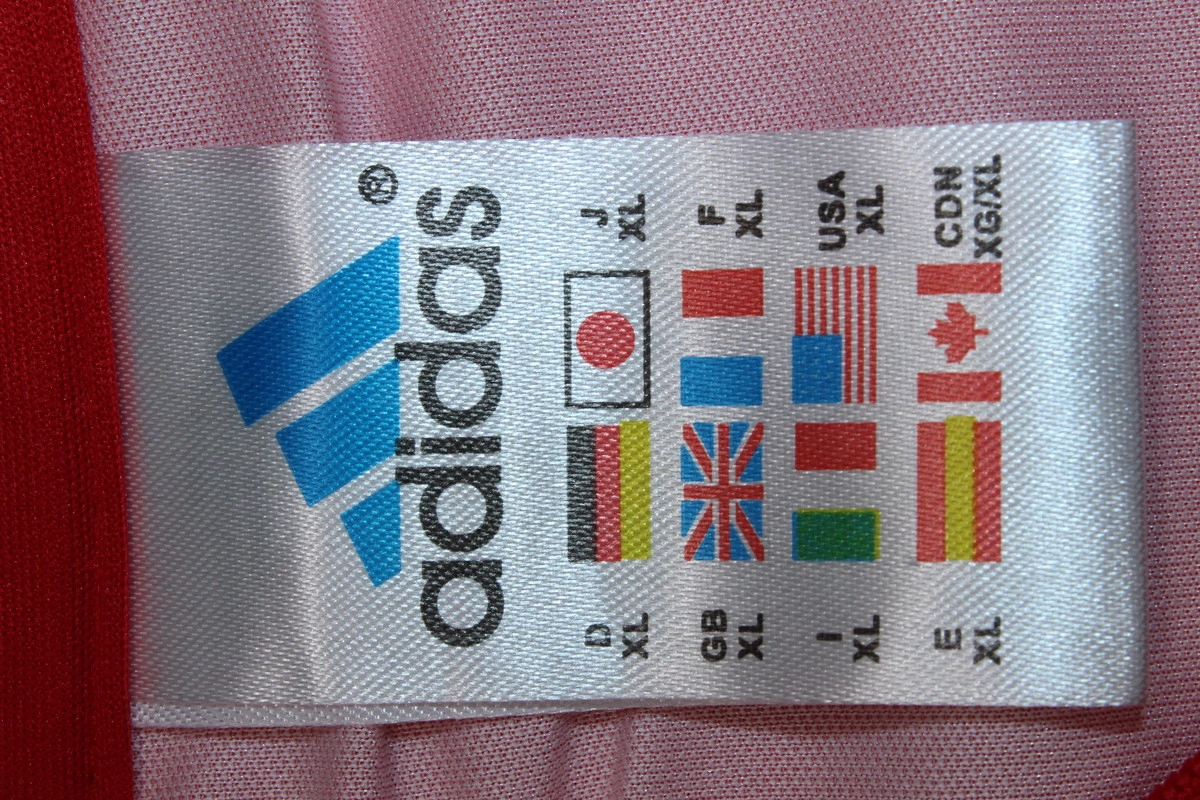 adidas®
D XL J XL
GB XL F XL
I XL USA XL
E XL CDN XG/XL